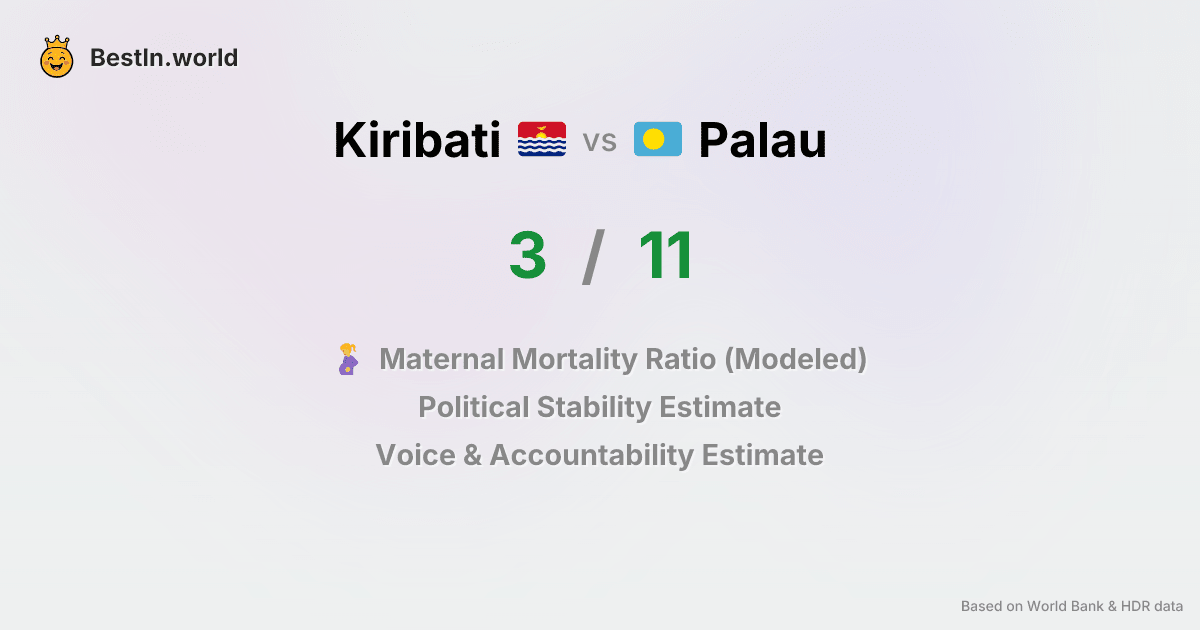 BestIn.world
Kiribati vs Palau
3 / 11
Maternal Mortality Ratio (Modeled)
Political Stability Estimate
Voice & Accountability Estimate
Based on World Bank & HDR data